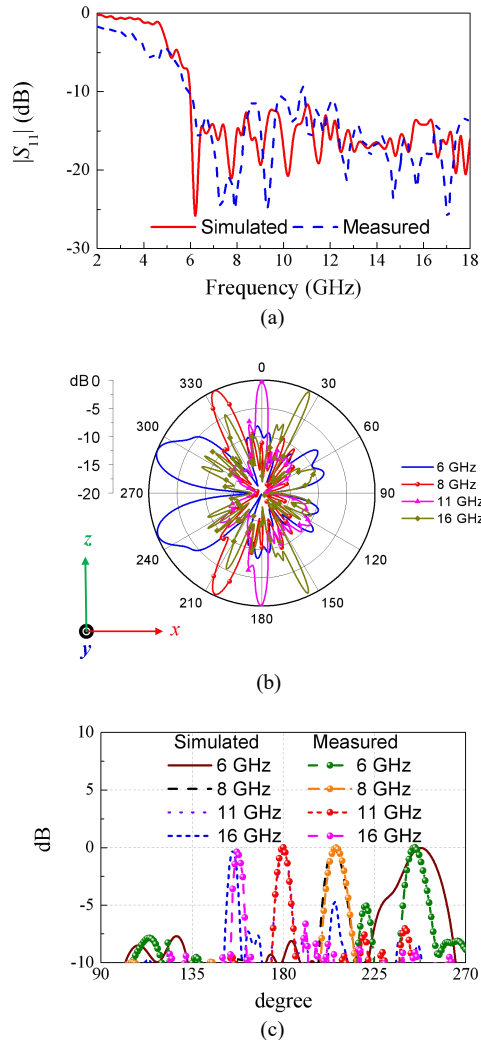 0
-10
-20
-30
|S₁₁| (dB)
Simulated
Measured
2
4
6
8
10
12
14
16
18
Frequency (GHz)
(a)
dB 0
-5
-10
-15
-20
0
30
60
90
120
150
180
210
240
270
300
330
6 GHz
8 GHz
11 GHz
16 GHz
z
x
y
(b)
10
5
0
-5
-10
dB
Simulated
Measured
6 GHz
6 GHz
8 GHz
8 GHz
11 GHz
11 GHz
16 GHz
16 GHz
90
135
180
225
270
degree
(c)